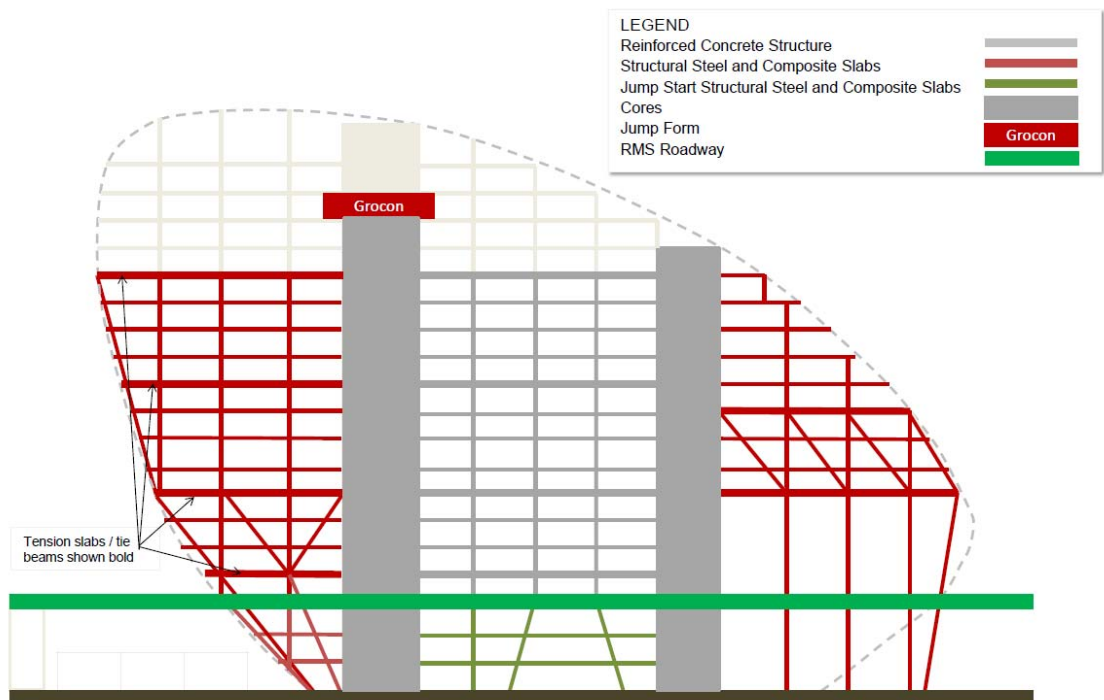 LEGEND
Reinforced Concrete Structure
Structural Steel and Composite Slabs
Jump Start Structural Steel and Composite Slabs
Cores
Jump Form
Grocon
RMS Roadway
Grocon
Tension slabs / tie
beams shown bold